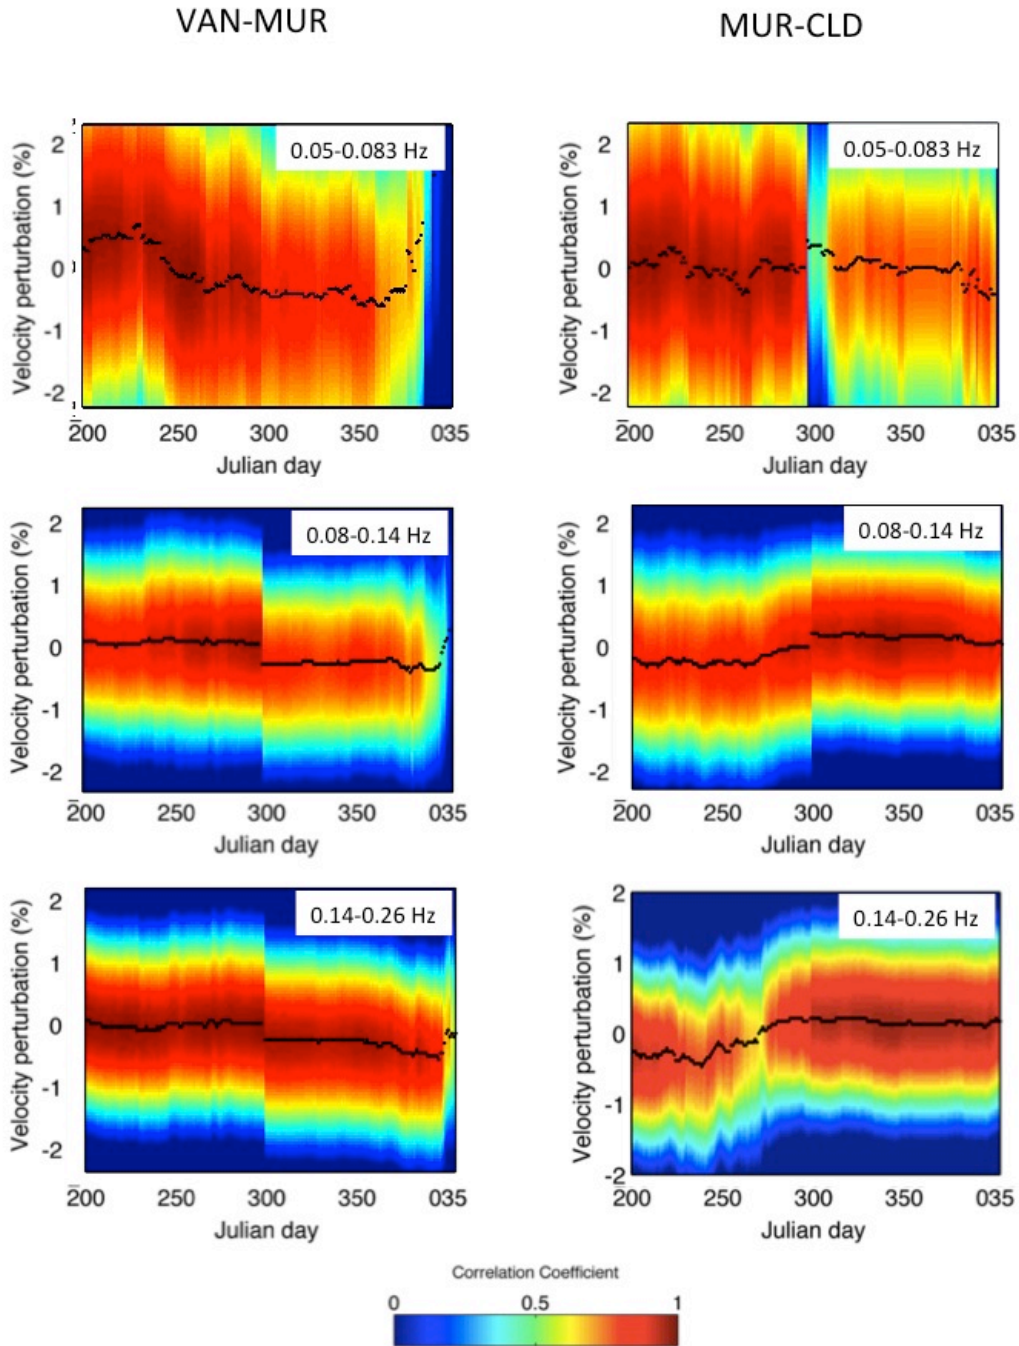 VAN-MUR
MUR-CLD
0.05-0.083 Hz
Velocity perturbation (%)
2
1
0
-1
-2
200 250 300 350 035
Julian day
0.05-0.083 Hz
Velocity perturbation (%)
2
1
0
-1
-2
200 250 300 350 035
Julian day
0.08-0.14 Hz
Velocity perturbation (%)
2
1
0
-1
-2
200 250 300 350 035
Julian day
0.08-0.14 Hz
Velocity perturbation (%)
2
1
0
-1
-2
200 250 300 350 035
Julian day
0.14-0.26 Hz
Velocity perturbation (%)
2
1
0
-1
-2
200 250 300 350 035
Julian day
0.14-0.26 Hz
Velocity perturbation (%)
2
1
0
-1
-2
200 250 300 350 035
Julian day
Correlation Coefficient
0 0.5 1